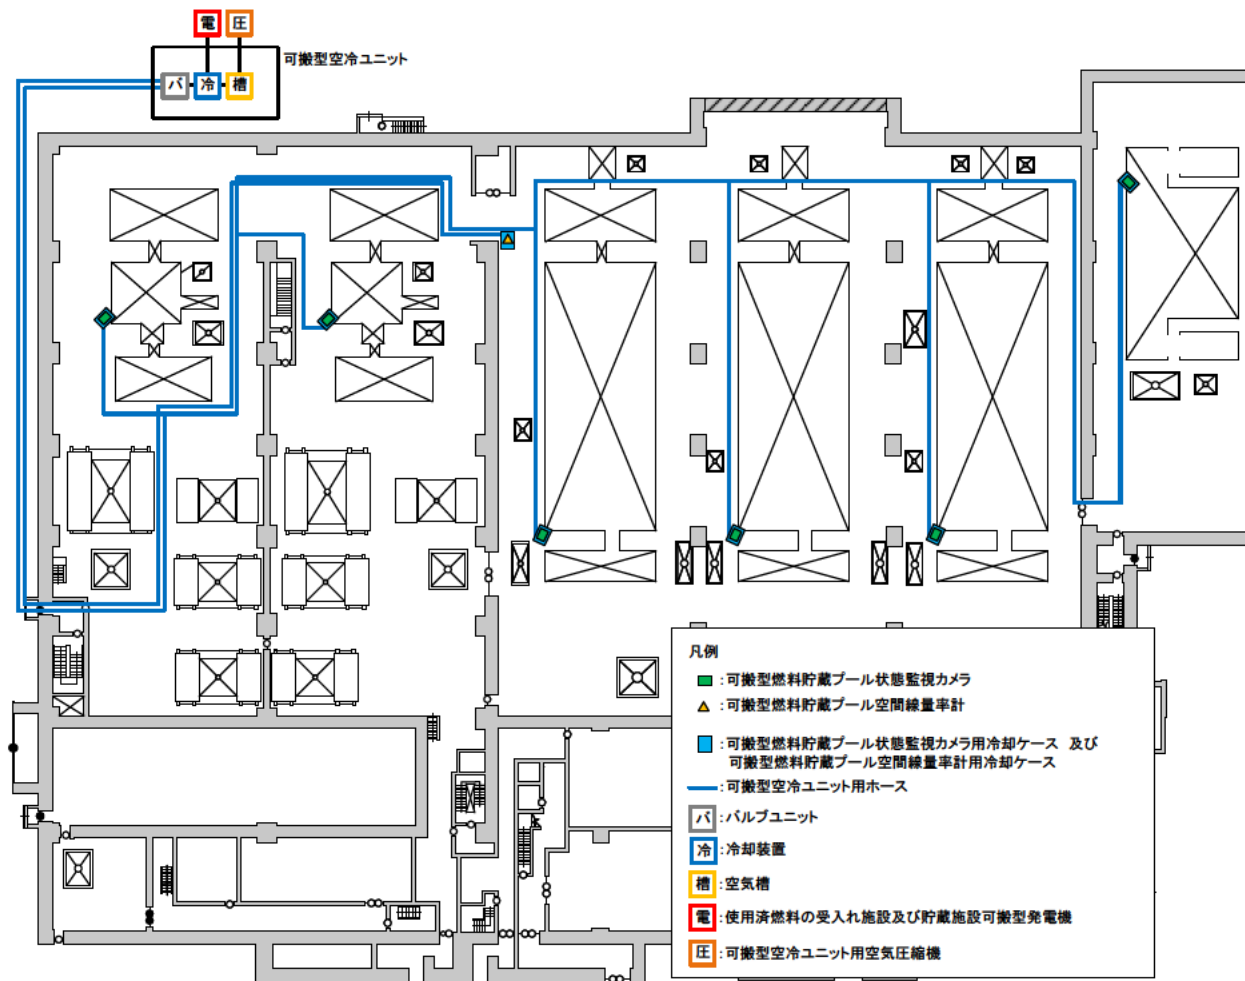 電 圧
可搬型空冷ユニット
バ 冷 槽
凡例
：可搬型燃料貯蔵プール状態監視カメラ
：可搬型燃料貯蔵プール空間線量率計
：可搬型燃料貯蔵プール状態監視カメラ用冷却ケース 及び
可搬型燃料貯蔵プール空間線量率計用冷却ケース
：可搬型空冷ユニット用ホース
バ：バルブユニット
冷：冷却装置
槽：空気槽
電：使用済燃料の受入れ施設及び貯蔵施設可搬型発電機
圧：可搬型空冷ユニット用空気圧縮機